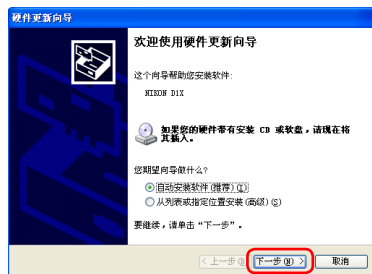 硬件更新向导
欢迎使用硬件更新向导
这个向导帮助您安装软件:
NIKON D1X
如果您的硬件带有安装 CD 或软盘，请现在将
其插入。
您期望向导做什么?
自动安装软件(推荐)(I)
从列表或指定位置安装(高级)(S)
要继续，请单击“下一步”。
< 上一步(B)
下一步(N) >
取消